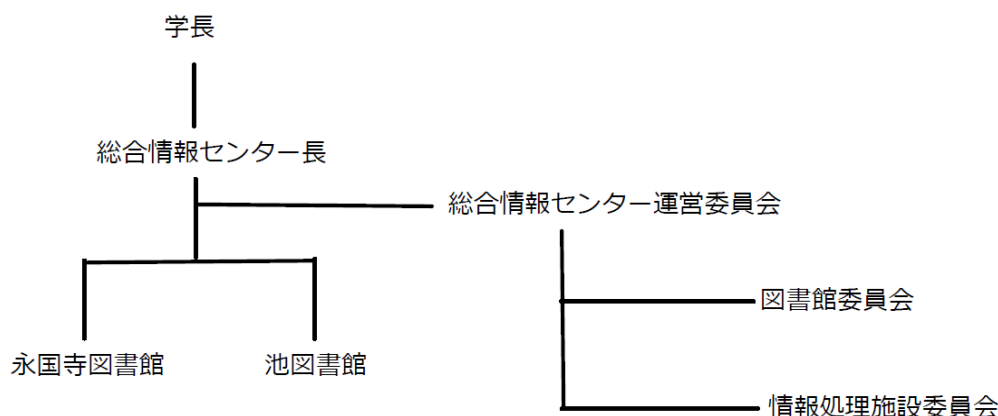 学長
総合情報センター長
総合情報センター運営委員会
図書館委員会
永国寺図書館
池図書館
情報処理施設委員会